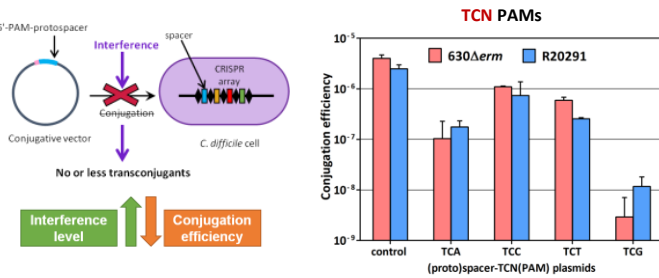 5'-PAM-protospacer
Interference
spacer
CRISPR
array
Conjugation
Conjugative vector
C. difficile cell
No or less transconjugants
Interference
level
Conjugation
efficiency
TCN PAMs
630Δerm
R20291
Conjugation efficiency
10⁻⁵
10⁻⁶
10⁻⁷
10⁻⁸
10⁻⁹
control
TCA
TCC
TCT
TCG
(proto)spacer-TCN(PAM) plasmids